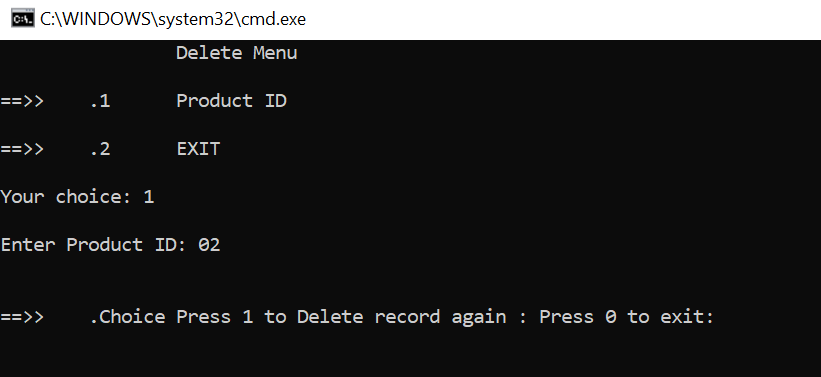 C:\WINDOWS\system32\cmd.exe
Delete Menu
==>> .1 Product ID
==>> .2 EXIT
Your choice: 1
Enter Product ID: 02
==>> .Choice Press 1 to Delete record again : Press 0 to exit: